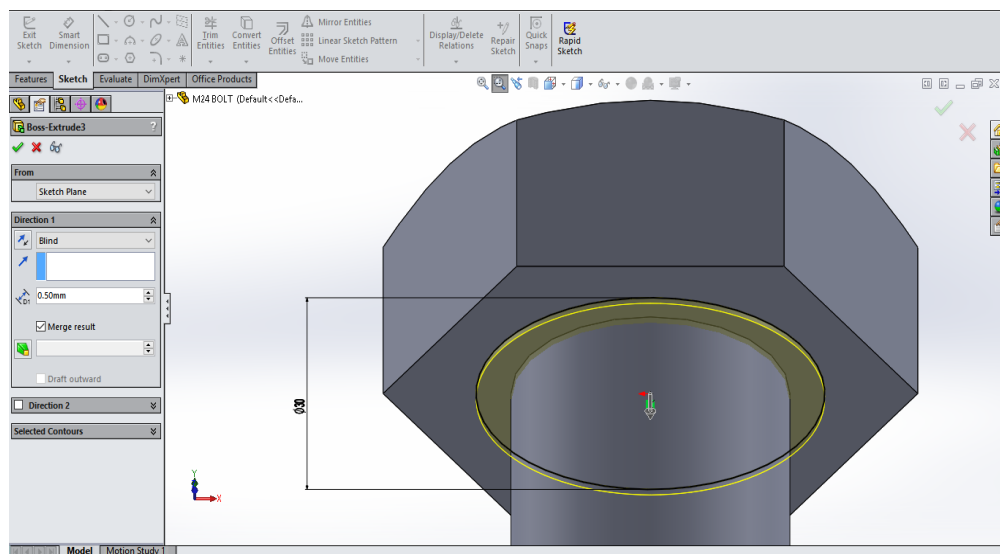 Exit Sketch
Smart Dimension
Trim Entities
Convert Entities
Offset Entities
Mirror Entities
Linear Sketch Pattern
Move Entities
Display/Delete Relations
Repair Sketch
Quick Snaps
Rapid Sketch
Features Sketch Evaluate DimXpert Office Products
M24 BOLT (Default<<Defa...
Boss-Extrude3 ?
From
Sketch Plane
Direction 1
Blind
D1 0.50mm
Merge result
Draft outward
Direction 2
Selected Contours
Ø30
Y
X
Model Motion Study 1